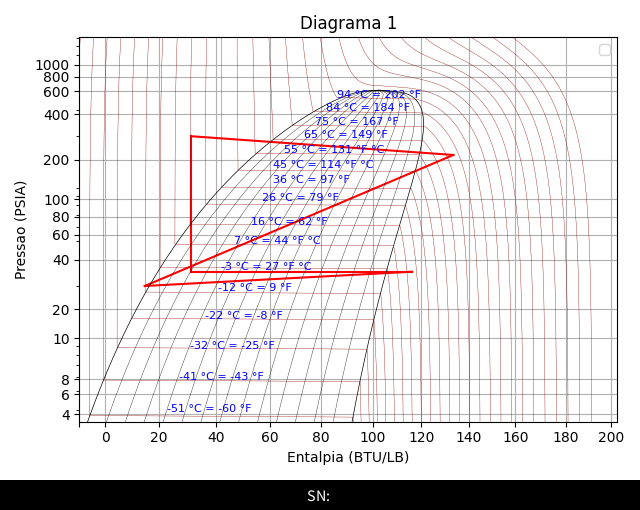 Diagrama 1
1000
800
600
400
200
100
80
60
40
20
10
8
6
4
Pressao (PSIA)
94 °C = 202 °F
84 °C = 184 °F
75 °C = 167 °F
65 °C = 149 °F
55 °C = 131 °F °C
45 °C = 114 °F °C
36 °C = 97 °F
26 °C = 79 °F
16 °C = 62 °F
7 °C = 44 °F °C
-3 °C = 27 °F °C
-12 °C = 9 °F
-22 °C = -8 °F
-32 °C = -25 °F
-41 °C = -43 °F
-51 °C = -60 °F
0 20 40 60 80 100 120 140 160 180 200
Entalpia (BTU/LB)
SN: